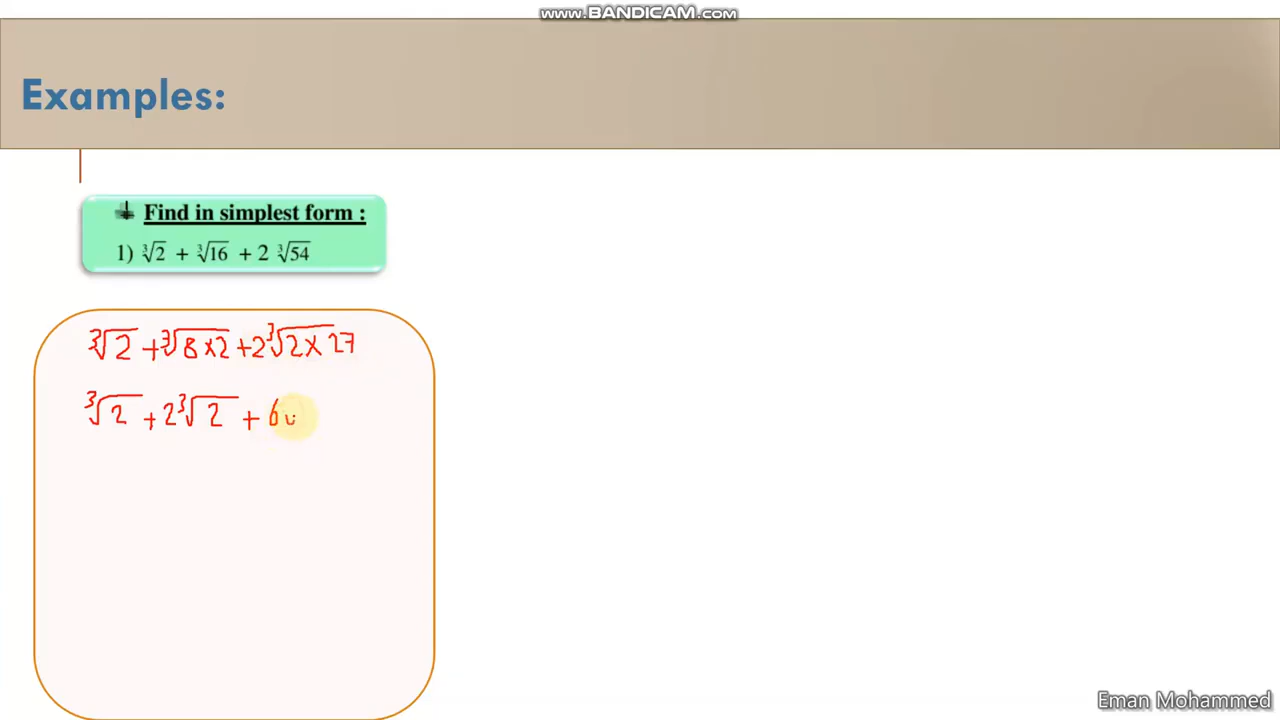 www.BANDICAM.com
Examples:
Find in simplest form :
1) ∛2 + ∛16 + 2 ∛54
∛2 + ∛8×2 + 2∛2×27
∛2 + 2∛2 + 6
Eman Mohammed